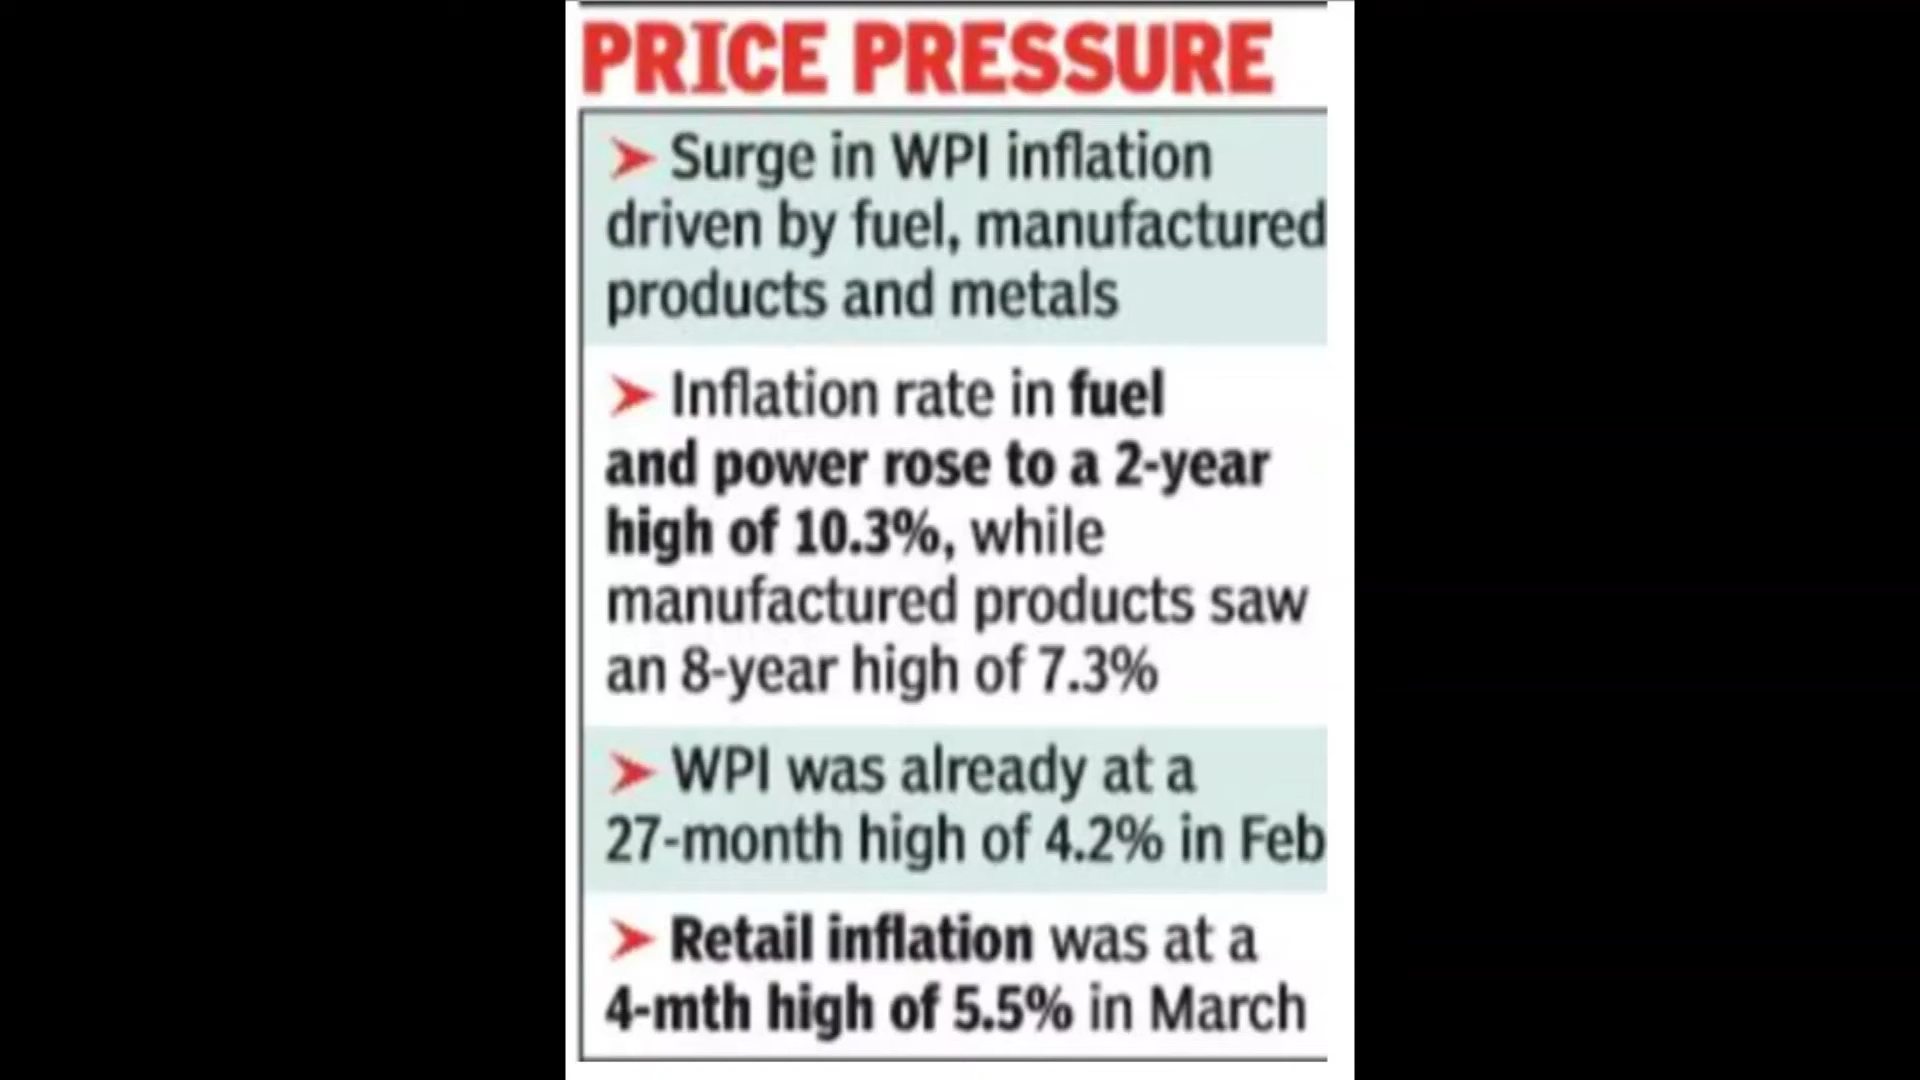 PRICE PRESSURE
➤ Surge in WPI inflation
driven by fuel, manufactured
products and metals
➤ Inflation rate in fuel
and power rose to a 2-year
high of 10.3%, while
manufactured products saw
an 8-year high of 7.3%
➤ WPI was already at a
27-month high of 4.2% in Feb
➤ Retail inflation was at a
4-mth high of 5.5% in March